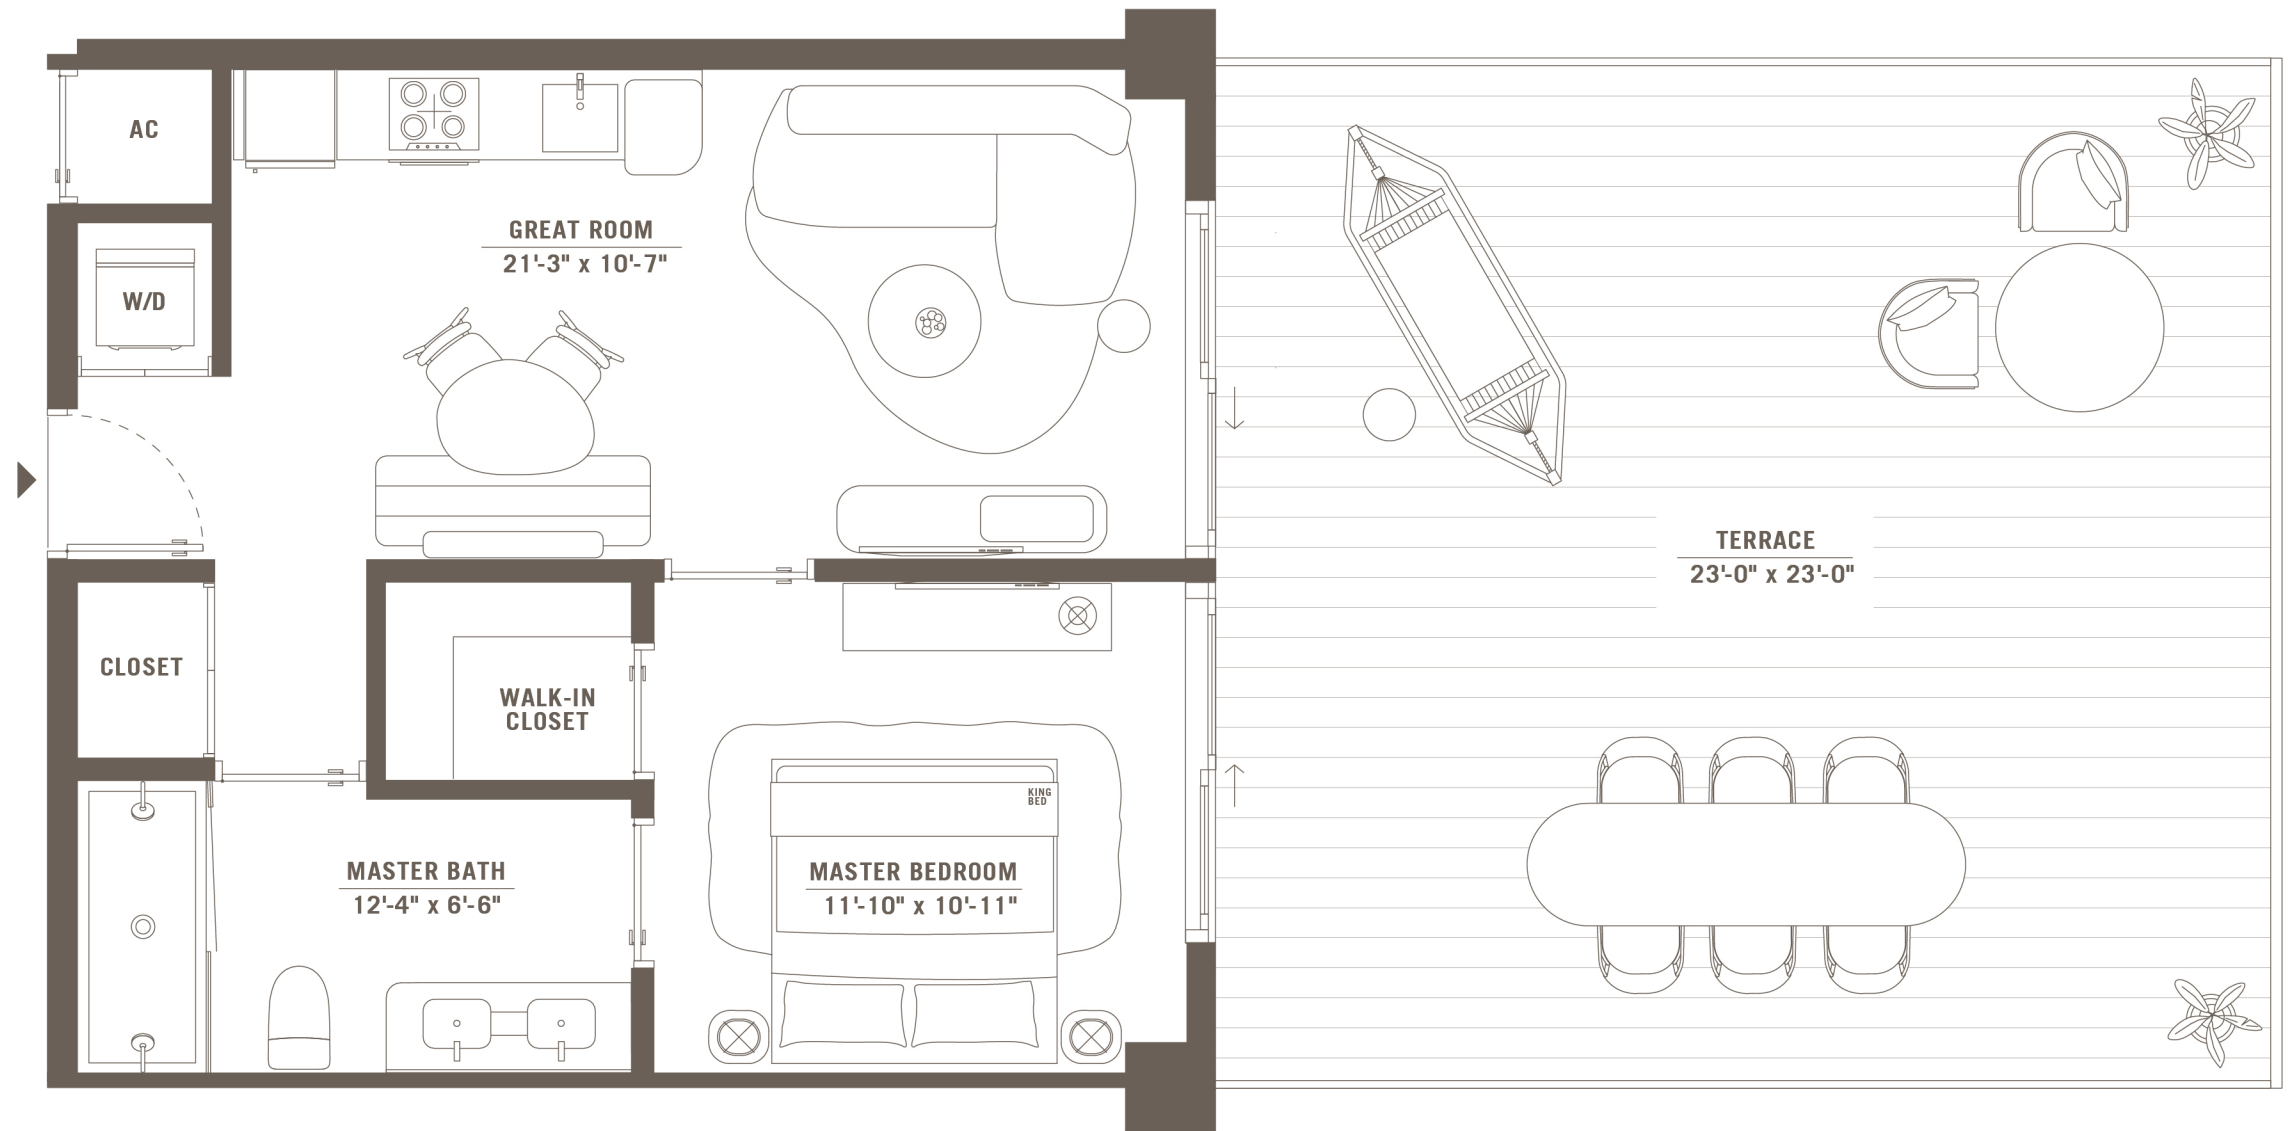 AC
W/D
GREAT ROOM
21'-3" x 10'-7"
TERRACE
23'-0" x 23'-0"
CLOSET
WALK-IN
CLOSET
KING
BED
MASTER BATH
12'-4" x 6'-6"
MASTER BEDROOM
11'-10" x 10'-11"